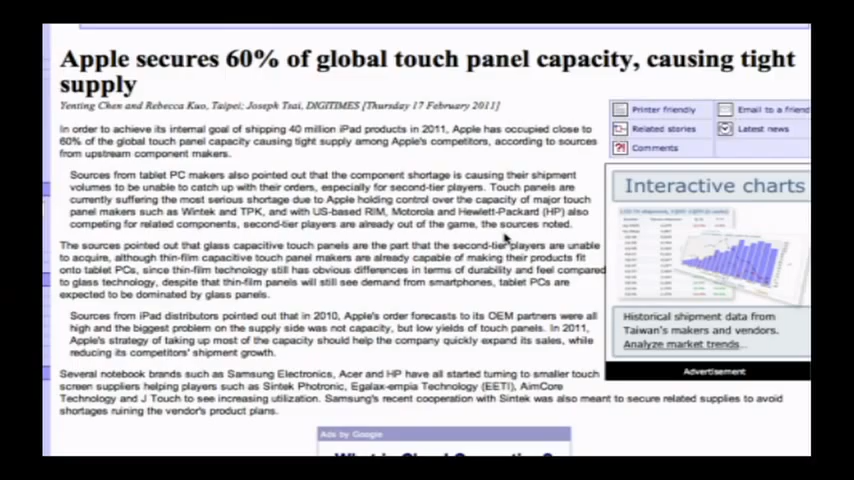 Apple secures 60% of global touch panel capacity, causing tight
supply
Yenting Chen and Rebecca Kuo, Taipei; Joseph Tsai, DIGITIMES [Thursday 17 February 2011]
In order to achieve its internal goal of shipping 40 million iPad products in 2011, Apple has occupied close to
60% of the global touch panel capacity causing tight supply among Apple's competitors, according to sources
from upstream component makers.
Sources from tablet PC makers also pointed out that the component shortage is causing their shipment
volumes to be unable to catch up with their orders, especially for second-tier players. Touch panels are
currently suffering the most serious shortage due to Apple holding control over the capacity of major touch
panel makers such as Wintek and TPK, and with US-based RIM, Motorola and Hewlett-Packard (HP) also
competing for related components, second-tier players are already out of the game, the sources noted.
The sources pointed out that glass capacitive touch panels are the part that the second-tier players are unable
to acquire, although thin-film capacitive touch panel makers are already capable of making their products fit
onto tablet PCs, since thin-film technology still has obvious differences in terms of durability and feel compared
to glass technology, despite that thin-film panels will still see demand from smartphones, tablet PCs are
expected to be dominated by glass panels.
Sources from iPad distributors pointed out that in 2010, Apple's order forecasts to its OEM partners were all
high and the biggest problem on the supply side was not capacity, but low yields of touch panels. In 2011,
Apple's strategy of taking up most of the capacity should help the company quickly expand its sales, while
reducing its competitors' shipment growth.
Several notebook brands such as Samsung Electronics, Acer and HP have all started turning to smaller touch
screen suppliers helping players such as Sintek Photronic, Egalax-empia Technology (EETI), AimCore
Technology and J Touch to see increasing utilization. Samsung's recent cooperation with Sintek was also meant to secure related supplies to avoid
shortages ruining the vendor's product plans.
Printer friendly
Email to a friend
Related stories
Latest news
Comments
Interactive charts
Historical shipment data from
Taiwan's makers and vendors.
Analyze market trends...
Advertisement
Ads by Google